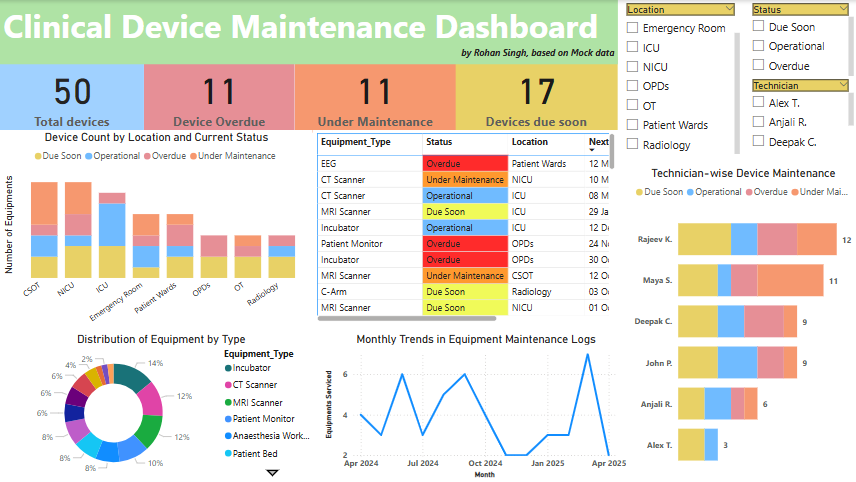 Clinical Device Maintenance Dashboard
by Rohan Singh, based on Mock data
50
Total devices
11
Device Overdue
11
Under Maintenance
17
Devices due soon
Location
Emergency Room
ICU
NICU
OPDs
OT
Patient Wards
Radiology
Status
Due Soon
Operational
Overdue
Technician
Alex T.
Anjali R.
Deepak C.
Device Count by Location and Current Status
Due Soon Operational Overdue Under Maintenance
Number of Equipments
CSOT
NICU
ICU
Emergency Room
Patient Wards
OPDs
OT
Radiology
Equipment_Type Status Location Next
EEG Overdue Patient Wards 12 M
CT Scanner Under Maintenance NICU 10 M
CT Scanner Operational ICU 08 M
MRI Scanner Due Soon ICU 29 Ja
Incubator Operational ICU 12 D
Patient Monitor Overdue OPDs 24 N
Incubator Overdue OPDs 30 O
MRI Scanner Under Maintenance CSOT 12 O
C-Arm Due Soon Radiology 03 O
MRI Scanner Due Soon NICU 01 O
Technician-wise Device Maintenance
Due Soon Operational Overdue Under Mai...
Rajeev K. 12
Maya S. 11
Deepak C. 9
John P. 9
Anjali R. 6
Alex T. 3
Distribution of Equipment by Type
14%
12%
12%
10%
8%
8%
8%
6%
6%
6%
4%
2%
Equipment_Type
Incubator
CT Scanner
MRI Scanner
Patient Monitor
Anaesthesia Work...
Patient Bed
Monthly Trends in Equipment Maintenance Logs
Equipments Serviced
6
4
2
Apr 2024 Jul 2024 Oct 2024 Jan 2025 Apr 2025
Month